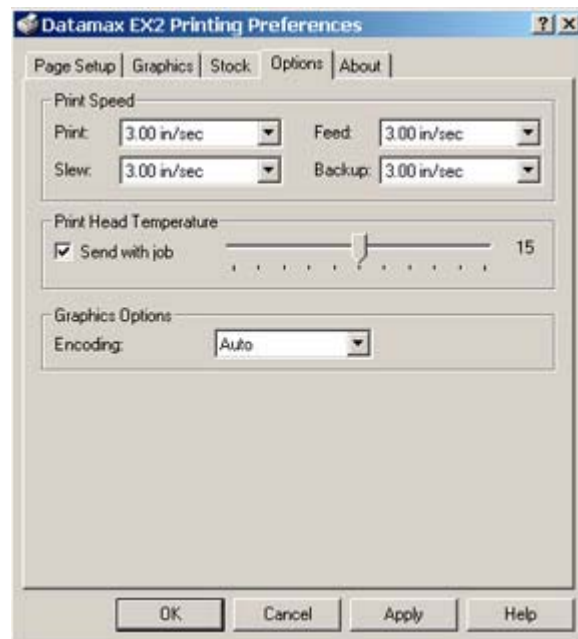 Datamax EX2 Printing Preferences
Page Setup Graphics Stock Options About
Print Speed
Print: 3.00 in/sec Feed: 3.00 in/sec
Slew: 3.00 in/sec Backup: 3.00 in/sec
Print Head Temperature
Send with job 15
Graphics Options
Encoding: Auto
OK Cancel Apply Help